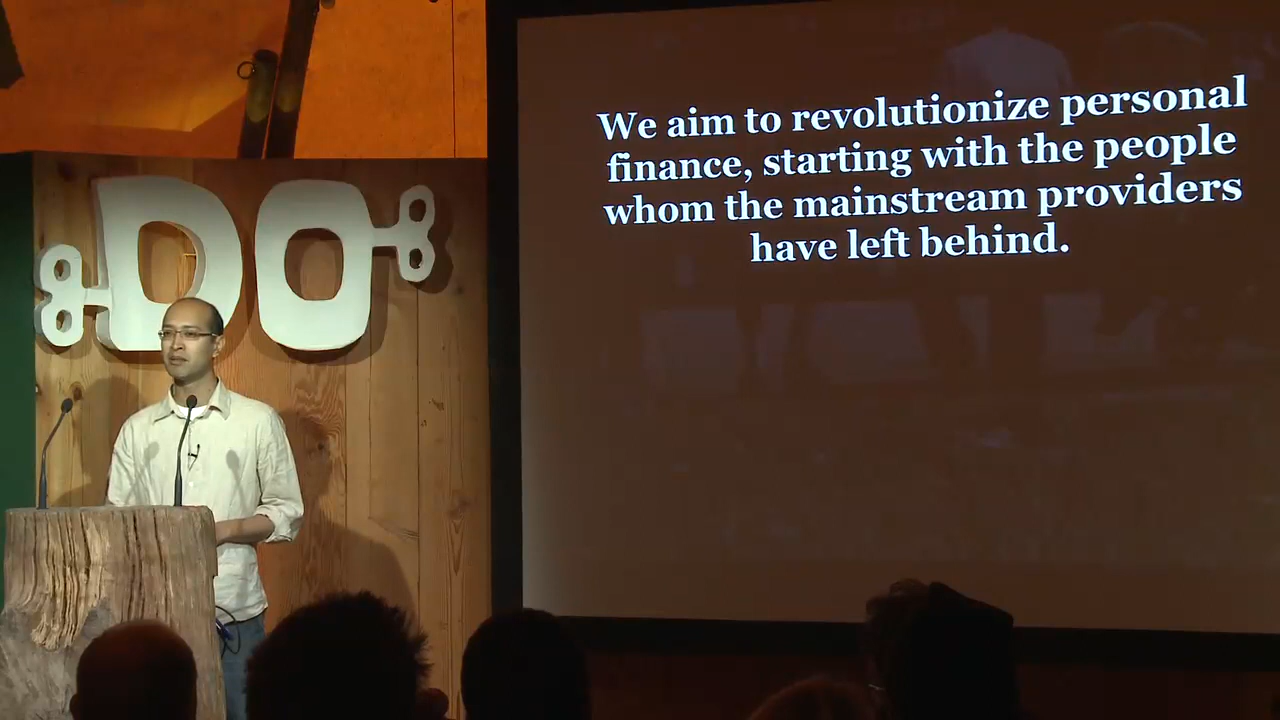 DO
We aim to revolutionize personal
finance, starting with the people
whom the mainstream providers
have left behind.